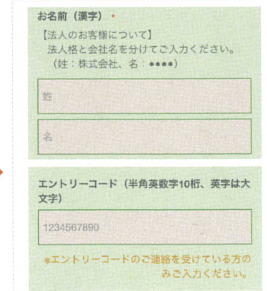 お名前（漢字）・
【法人のお客様について】
法人格と会社名を分けてご入力ください。
（姓：株式会社、名：●●●●）
姓
名
エントリーコード（半角英数字10桁、英字は大
文字）
1234567890
※エントリーコードのご連絡を受けている方の
みご入力ください。